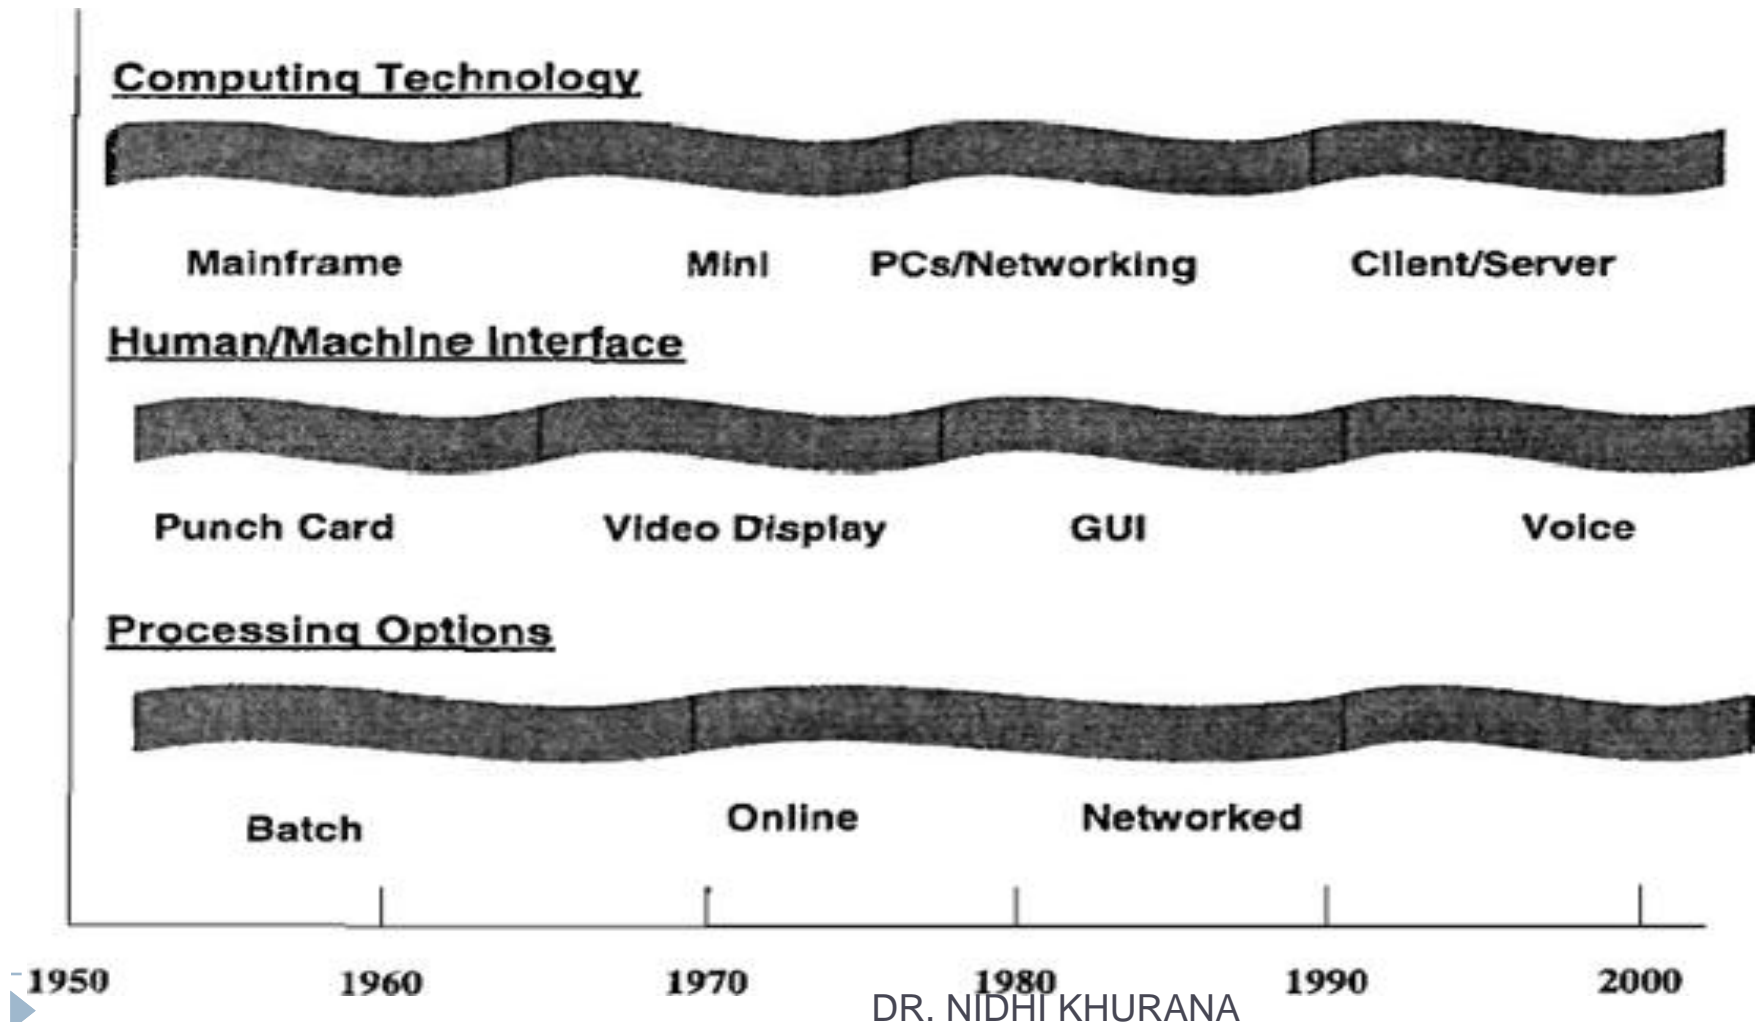 Computing Technology
Mainframe Mini PCs/Networking Client/Server
Human/Machine Interface
Punch Card Video Display GUI Voice
Processing Options
Batch Online Networked
1950 1960 1970 1980 1990 2000
DR. NIDHI KHURANA